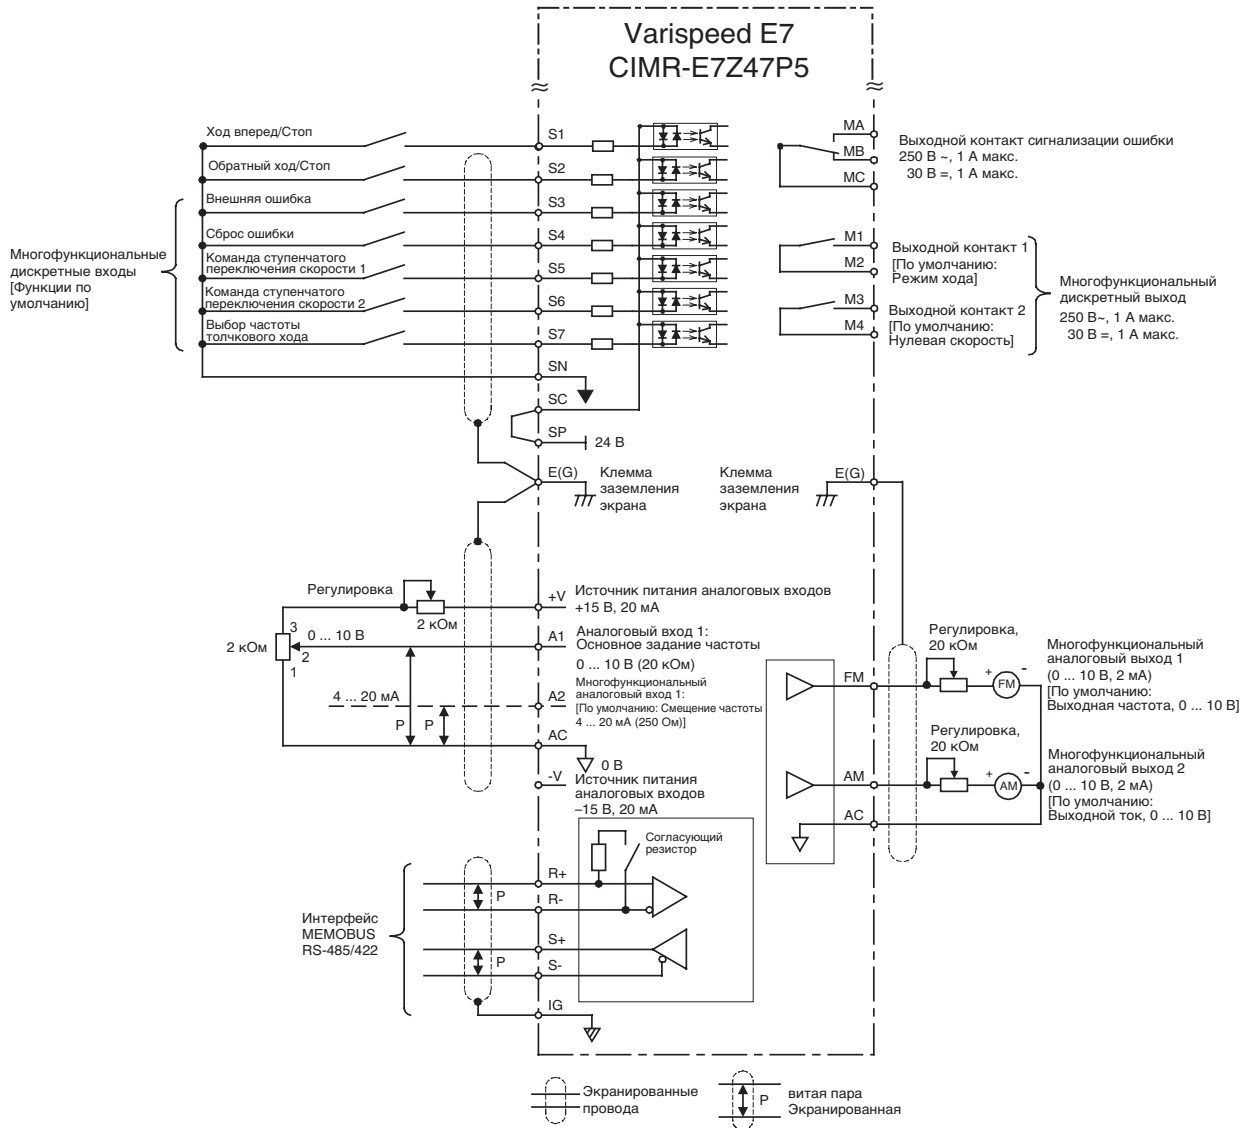 Varispeed E7
CIMR-E7Z47P5
Ход вперед/Стоп
S1
Обратный ход/Стоп
S2
Внешняя ошибка
S3
Сброс ошибки
S4
Команда ступенчатого
переключения скорости 1
S5
Команда ступенчатого
переключения скорости 2
S6
Выбор частоты
толчкового хода
S7
Многофункциональные
дискретные входы
[Функции по
умолчанию]
SN
SC
SP
24 В
E(G)
Клемма
заземления
экрана
MA
MB
MC
Выходной контакт сигнализации ошибки
250 В ~, 1 А макс.
30 В =, 1 А макс.
M1
M2
Выходной контакт 1
[По умолчанию:
Режим хода]
M3
M4
Выходной контакт 2
[По умолчанию:
Нулевая скорость]
Многофункциональный
дискретный выход
250 В~, 1 А макс.
30 В =, 1 А макс.
Клемма
заземления
экрана
E(G)
Регулировка
2 кОм
+V
Источник питания аналоговых входов
+15 В, 20 мА
2 кОм
3
2
1
0 ... 10 В
A1
Аналоговый вход 1:
Основное задание частоты
0 ... 10 В (20 кОм)
4 ... 20 мА
P
P
A2
Многофункциональный
аналоговый вход 1:
[По умолчанию: Смещение частоты
4 ... 20 мА (250 Ом)]
AC
0 В
-V
Источник питания
аналоговых входов
–15 В, 20 мА
FM
Регулировка,
20 кОм
+
FM
-
Многофункциональный
аналоговый выход 1
(0 ... 10 В, 2 мА)
[По умолчанию:
Выходная частота, 0 ... 10 В]
AM
Регулировка,
20 кОм
+
AM
-
Многофункциональный
аналоговый выход 2
(0 ... 10 В, 2 мА)
[По умолчанию:
Выходной ток, 0 ... 10 В]
AC
Согласующий
резистор
Интерфейс
MEMOBUS
RS-485/422
P
R+
R-
P
S+
S-
IG
Экранированные
провода
P
витая пара
Экранированная